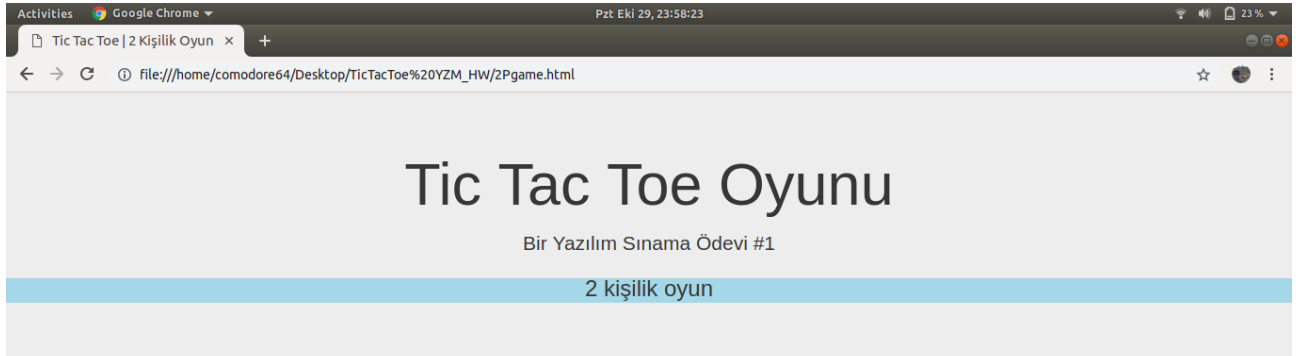 Activities Google Chrome Pzt Eki 29, 23:58:23 23 %
Tic Tac Toe | 2 Kişilik Oyun
file:///home/comodore64/Desktop/TicTacToe%20YZM_HW/2Pgame.html
Tic Tac Toe Oyunu
Bir Yazılım Sınama Ödevi #1
2 kişilik oyun